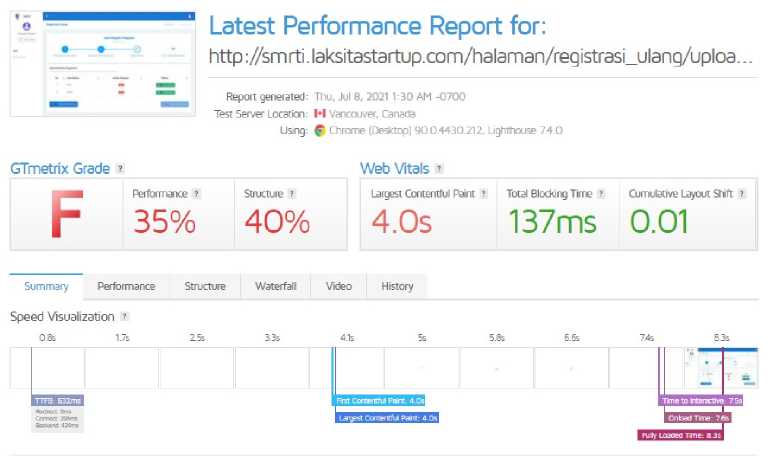 Latest Performance Report for:
http://smrti.laksitastartup.com/halaman/registrasi_ulang/uploa...
Report generated: Thu, Jul 8, 2021 1:30 AM -0700
Test Server Location: Vancouver, Canada
Using: Chrome (Desktop) 90.0.4430.212, Lighthouse 7.4.0
GTmetrix Grade ?
Web Vitals ?
F
Performance ?
35%
Structure ?
40%
Largest Contentful Paint ?
4.0s
Total Blocking Time ?
137ms
Cumulative Layout Shift ?
0.01
Summary Performance Structure Waterfall Video History
Speed Visualization ?
0.8s 1.7s 2.5s 3.3s 4.1s 5s 5.8s 6.6s 7.4s 8.3s
TTFB: 632ms
Redirect: 0ms
Backend: 424ms
First Contentful Paint: 4.0s
Largest Contentful Paint: 4.0s
Time to Interactive: 7.5s
Onload Time: 7.6s
Fully Loaded Time: 8.3s